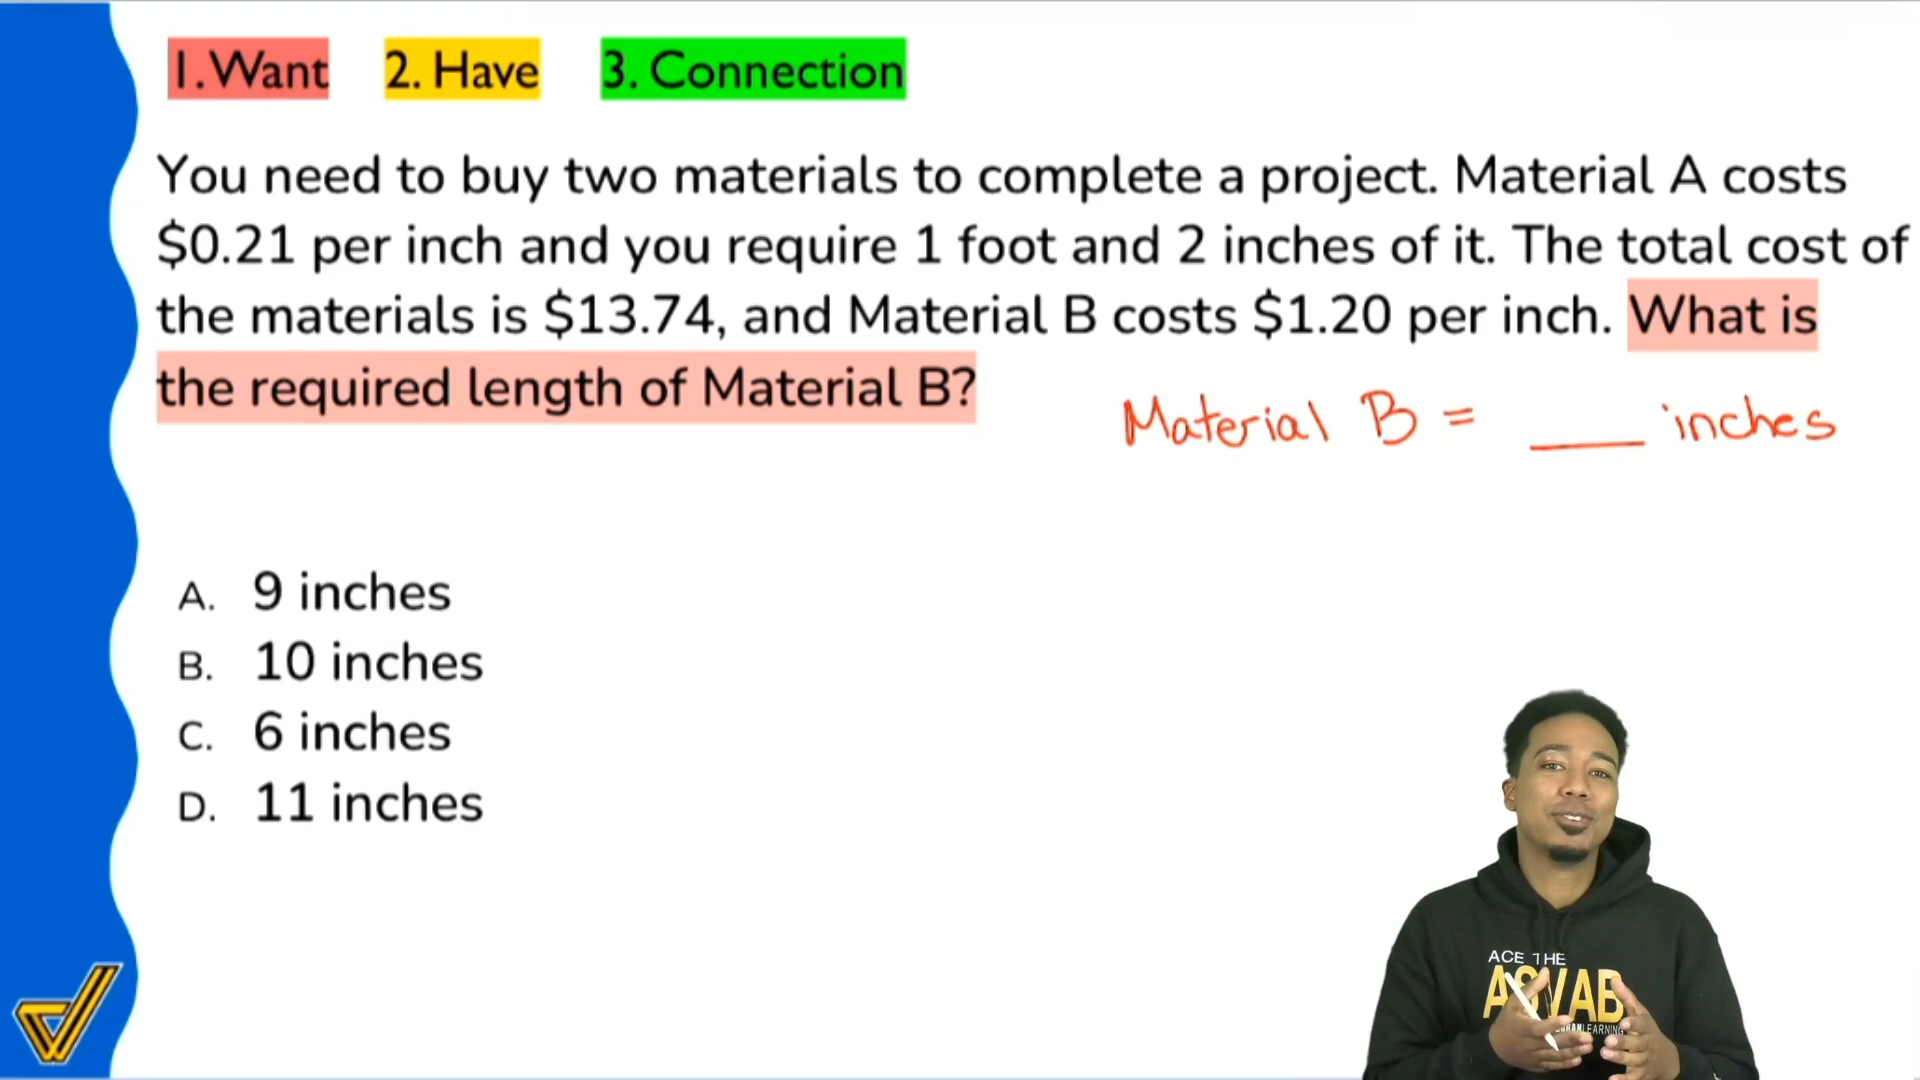 1. Want 2. Have 3. Connection
You need to buy two materials to complete a project. Material A costs
$0.21 per inch and you require 1 foot and 2 inches of it. The total cost of
the materials is $13.74, and Material B costs $1.20 per inch. What is
the required length of Material B?
Material B = ___ inches
A. 9 inches
B. 10 inches
C. 6 inches
D. 11 inches
ACE THE
ASVAB
LEARNING